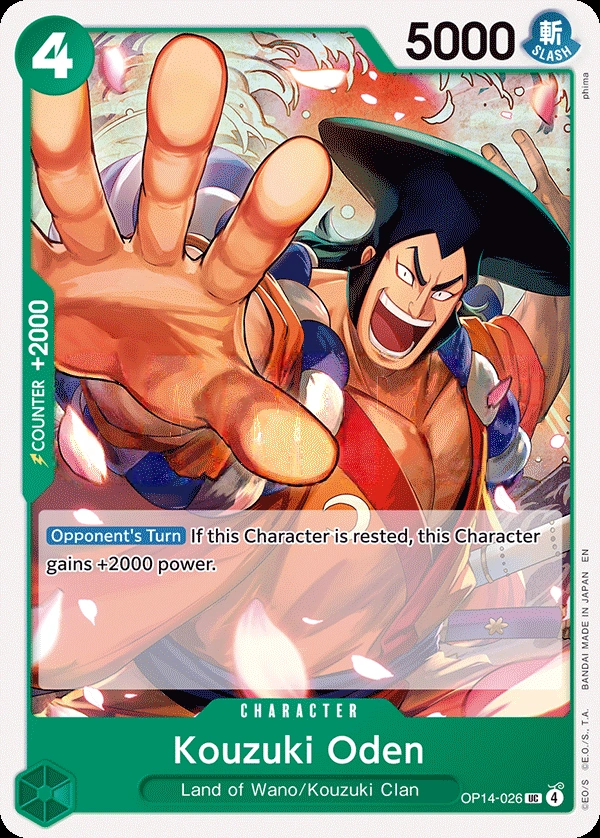 4
5000
斬
SLASH
phima
COUNTER +2000
Opponent's Turn If this Character is rested, this Character
gains +2000 power.
CHARACTER
Kouzuki Oden
Land of Wano/Kouzuki Clan
OP14-026 UC 4
©EO/S ©E.O./S., T.A. BANDAI MADE IN JAPAN EN